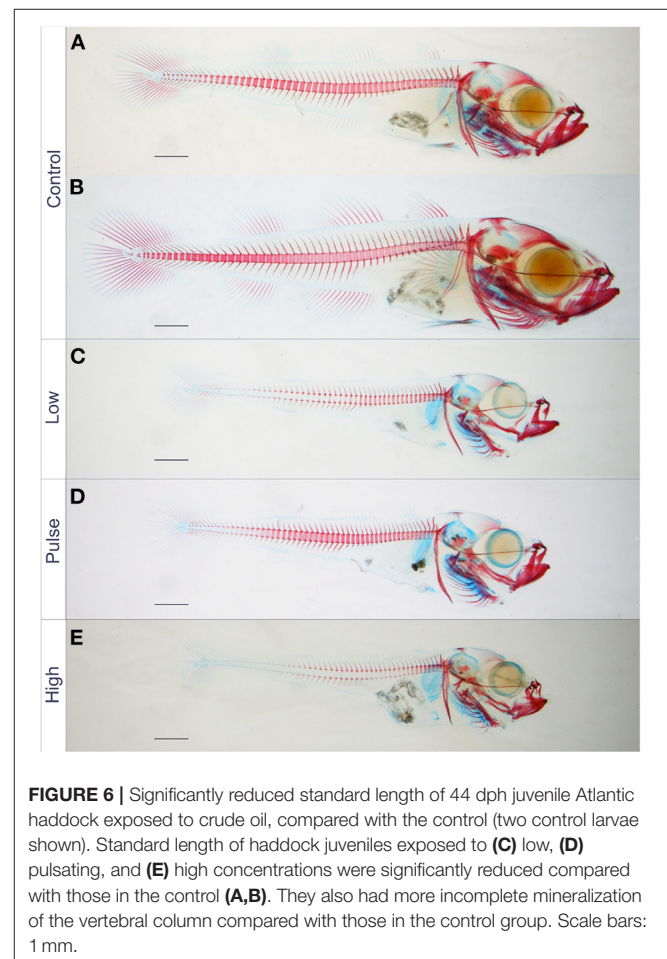 A
Control
B
C
Low
D
Pulse
E
High
FIGURE 6 | Significantly reduced standard length of 44 dph juvenile Atlantic
haddock exposed to crude oil, compared with the control (two control larvae
shown). Standard length of haddock juveniles exposed to (C) low, (D)
pulsating, and (E) high concentrations were significantly reduced compared
with those in the control (A,B). They also had more incomplete mineralization
of the vertebral column compared with those in the control group. Scale bars:
1 mm.